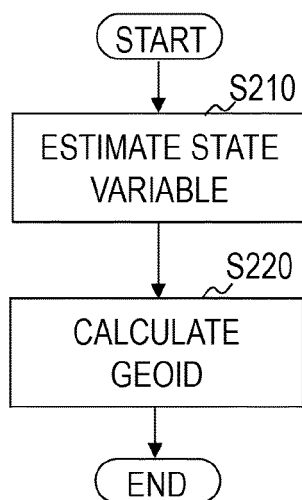 START
S210
ESTIMATE STATE
VARIABLE
S220
CALCULATE
GEOID
END